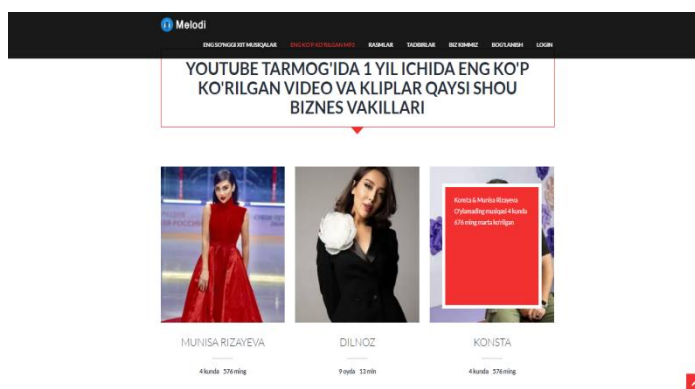 Melodi
ENG SO'NGGI XIT MUSIQALAR ENG KO'P KO'RILGAN MP3 RASMLAR TADBIRLAR BIZ KIMMIZ BOG'LANISH LOGIN
YOUTUBE TARMOG'IDA 1 YIL ICHIDA ENG KO'P
KO'RILGAN VIDEO VA KLIPLAR QAYSI SHOU
BIZNES VAKILLARI
Konsta & Munisa Rizayeva
O'ylamading musiqasi 4 kunda
676 ming marta ko'rilgan
MUNISA RIZAYEVA DILNOZ KONSTA
4 kunda 576 ming 9 oyda 13 mln 4 kunda 576 ming